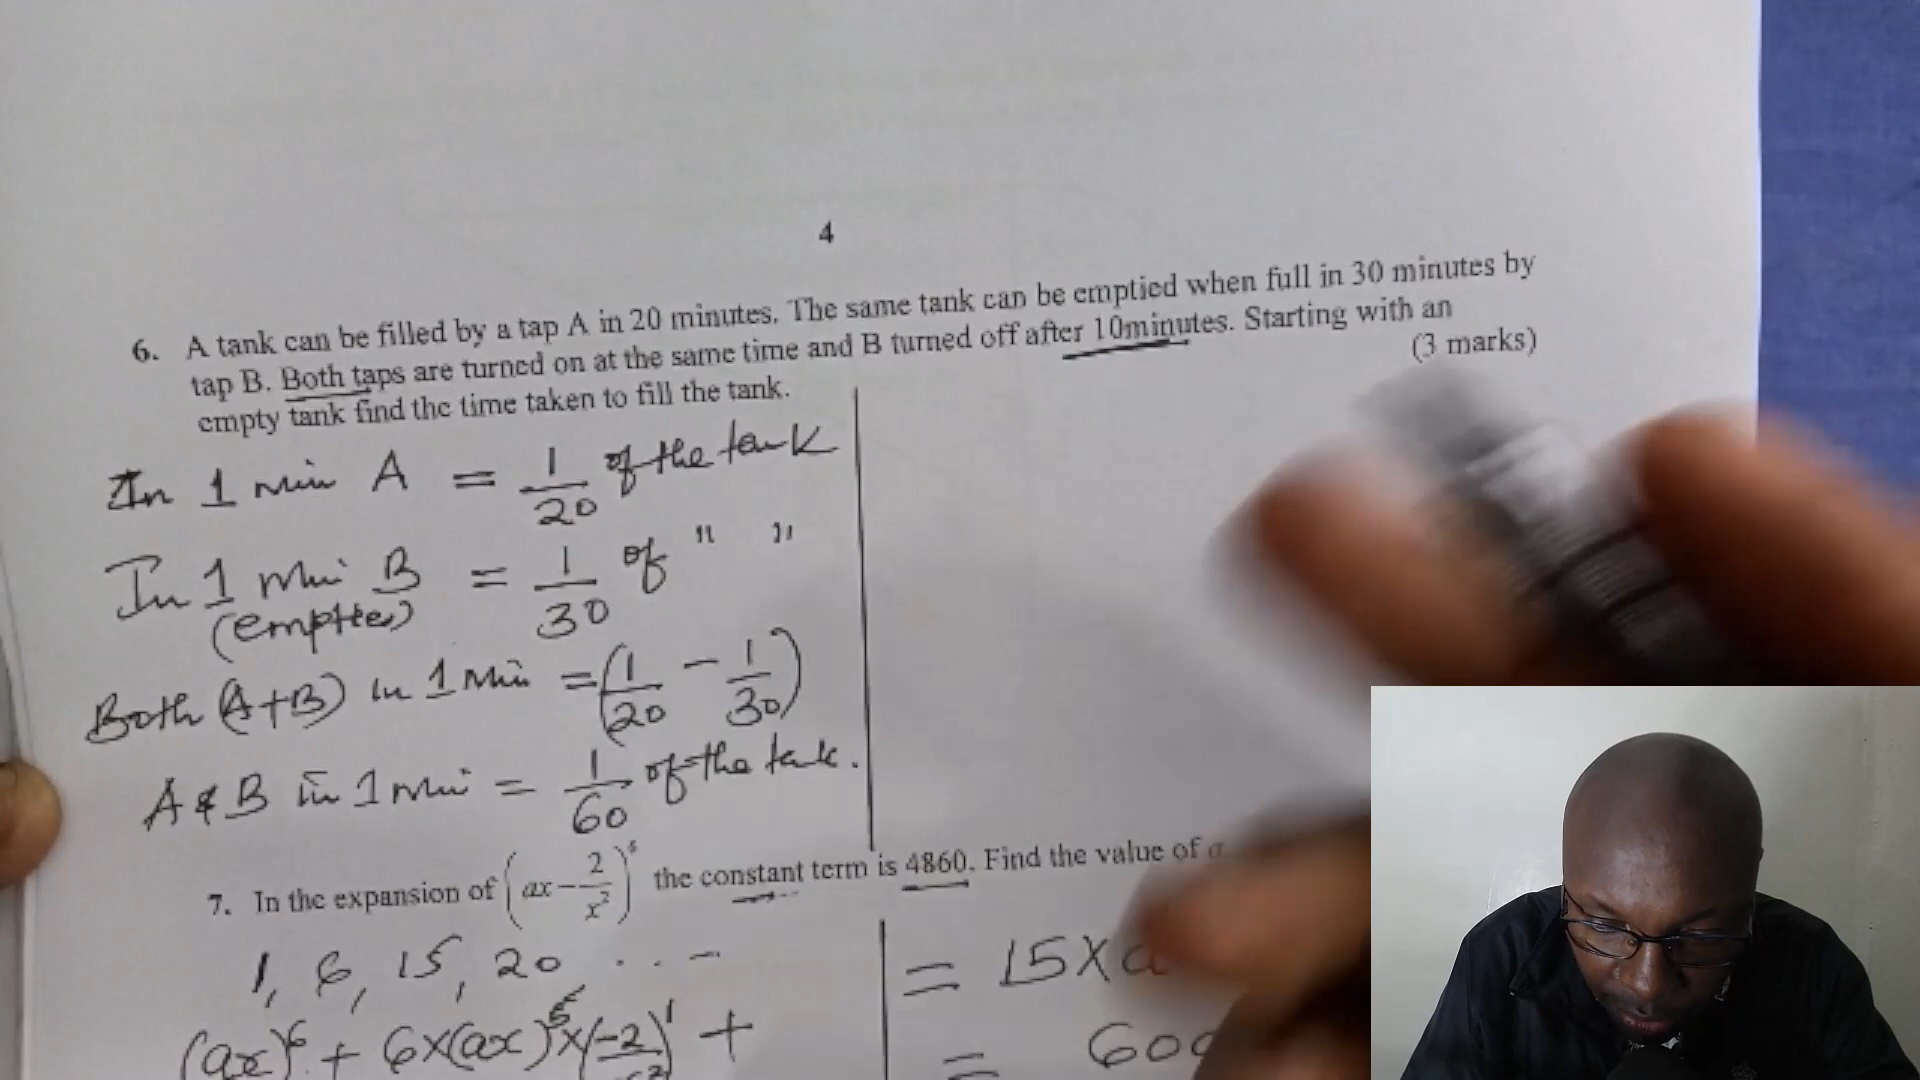 4
6. A tank can be filled by a tap A in 20 minutes. The same tank can be emptied when full in 30 minutes by
tap B. Both taps are turned on at the same time and B turned off after 10minutes. Starting with an
empty tank find the time taken to fill the tank. (3 marks)
In 1 min A = 1/20 of the tank
In 1 min B = 1/30 of " "
(empties)
Both (A+B) in 1 min = (1/20 - 1/30)
A & B in 1 min = 1/60 of the tank.
7. In the expansion of (ax - 2/x²)⁶ the constant term is 4860. Find the value of a
1, 6, 15, 20 . . . -
= 15 x a
(ax)⁶ + 6x(ax)⁵x(-2/x²)¹ +
= 60